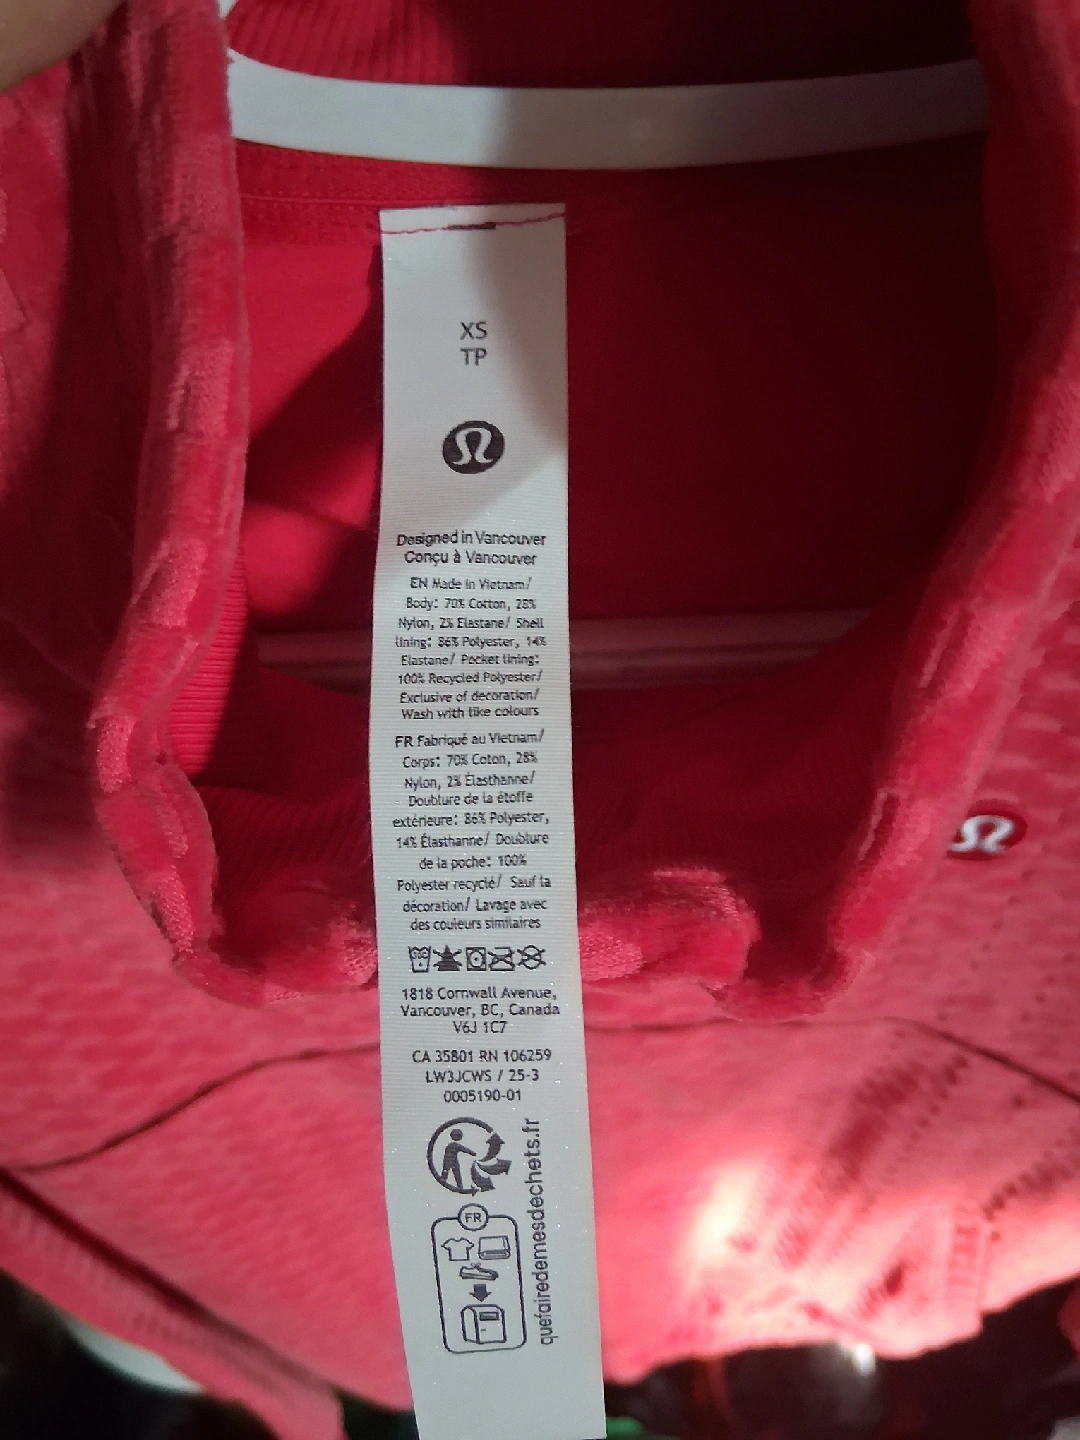 XS
TP
Designed in Vancouver
Conçu à Vancouver
EN Made in Vietnam/
Body: 70% Cotton, 28%
Nylon, 2% Elastane/ Shell
lining: 86% Polyester, 14%
Elastane/ Pocket lining:
100% Recycled Polyester/
Exclusive of decoration/
Wash with like colours
FR Fabriqué au Vietnam/
Corps: 70% Coton, 28%
Nylon, 2% Élasthanne/
Doublure de la étoffe
extérieure: 86% Polyester,
14% Élasthanne/ Doublure
de la poche: 100%
Polyester recyclé/ Sauf la
décoration/ Lavage avec
des couleurs similaires
1818 Cornwall Avenue,
Vancouver, BC, Canada
V6J 1C7
CA 35801 RN 106259
LW3JCWS / 25-3
0005190-01
FR
quefairedemesdechets.fr